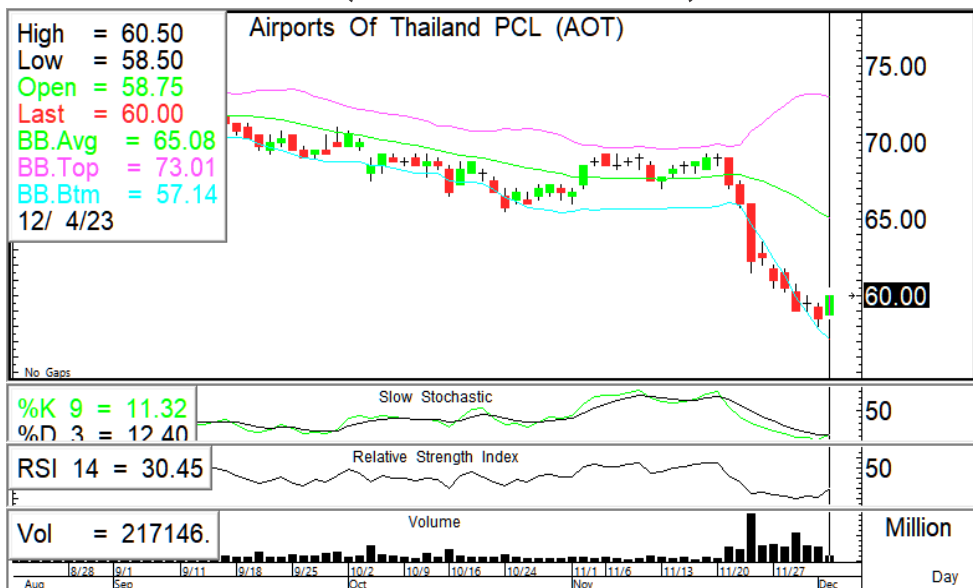 Airports Of Thailand PCL (AOT)
High = 60.50
Low = 58.50
Open = 58.75
Last = 60.00
BB.Avg = 65.08
BB.Top = 73.01
BB.Btm = 57.14
12/ 4/23
75.00
70.00
65.00
60.00
No Gaps
Slow Stochastic
%K 9 = 11.32
%D 3 = 12.40
50
Relative Strength Index
RSI 14 = 30.45
50
Volume
Vol = 217146.
Million
8/28 9/1 9/11 9/18 9/25 10/2 10/9 10/16 10/24 11/1 11/6 11/13 11/20 11/27
Aug Sep Oct Nov Dec Day